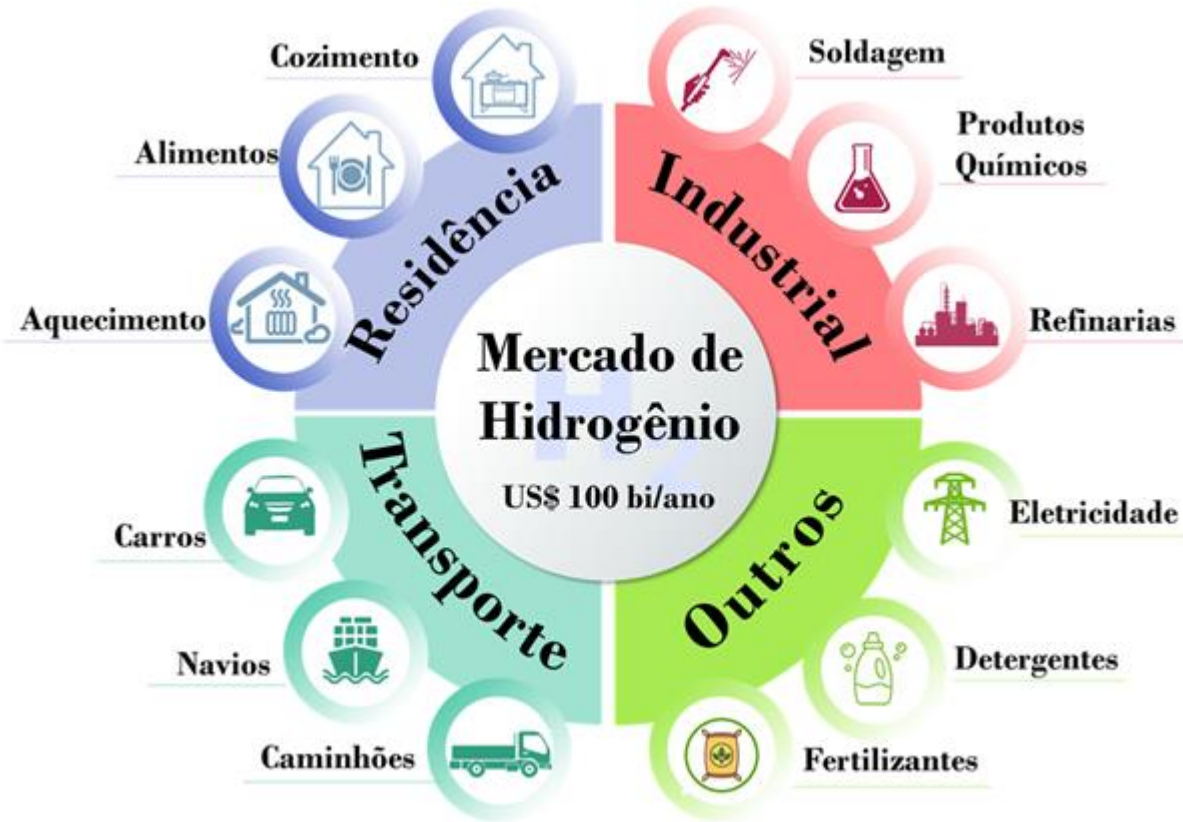 Mercado de
Hidrogênio
H2
US$ 100 bi/ano
Residência
Cozimento
Alimentos
Aquecimento
Industrial
Soldagem
Produtos
Químicos
Refinarias
Transporte
Carros
Navios
Caminhões
Outros
Eletricidade
Detergentes
Fertilizantes